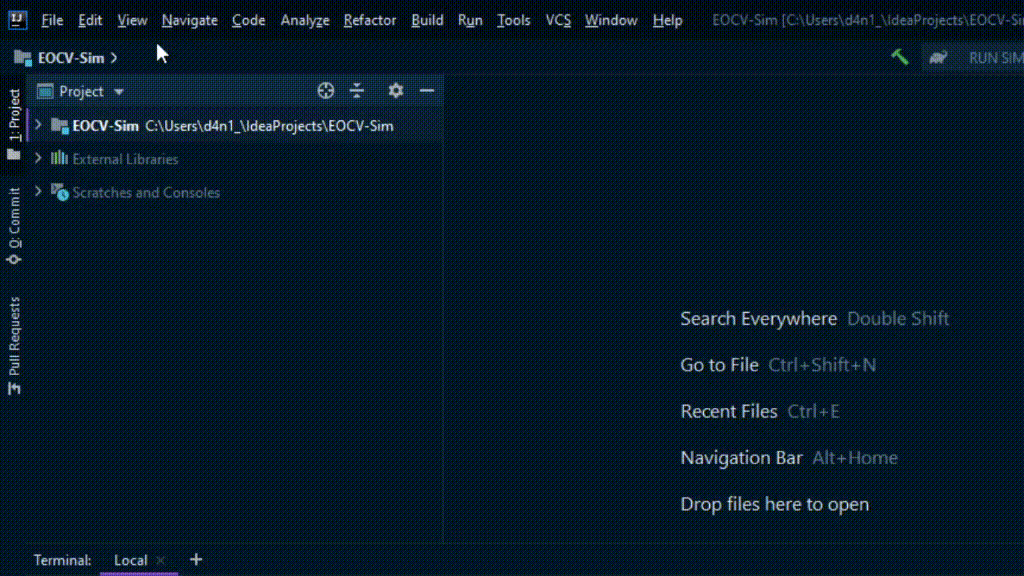 IJ File Edit View Navigate Code Analyze Refactor Build Run Tools VCS Window Help EOCV-Sim [C:\Users\d4n1_\IdeaProjects\EOCV-Sim
EOCV-Sim RUN SIM
Project
EOCV-Sim C:\Users\d4n1_\IdeaProjects\EOCV-Sim
External Libraries
Scratches and Consoles
1: Project
0: Commit
Pull Requests
Search Everywhere Double Shift
Go to File Ctrl+Shift+N
Recent Files Ctrl+E
Navigation Bar Alt+Home
Drop files here to open
Terminal: Local × +